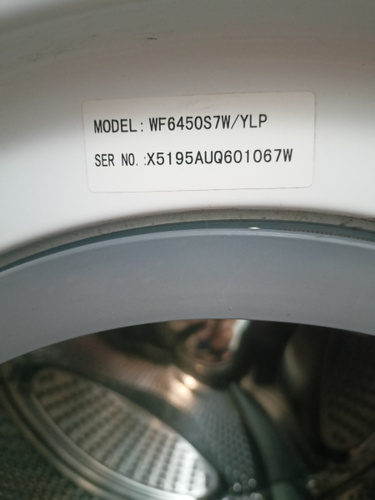 MODEL: WF6450S7W/YLP
SER NO.:X5195AUQ601067W